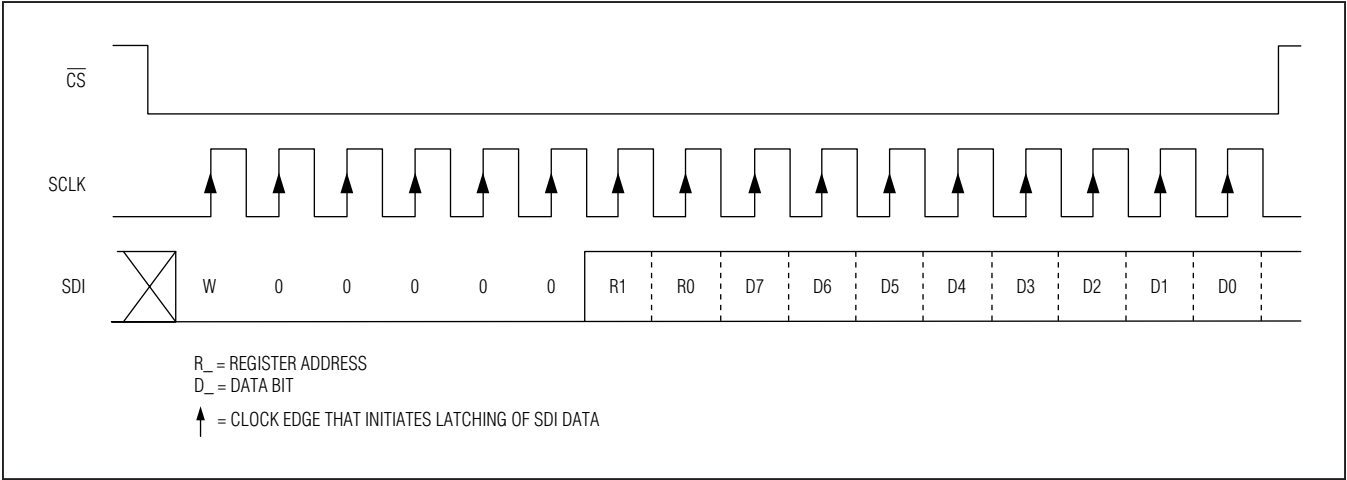 C̅S̅
SCLK
SDI W 0 0 0 0 0 R1 R0 D7 D6 D5 D4 D3 D2 D1 D0
R_ = REGISTER ADDRESS
D_ = DATA BIT
= CLOCK EDGE THAT INITIATES LATCHING OF SDI DATA